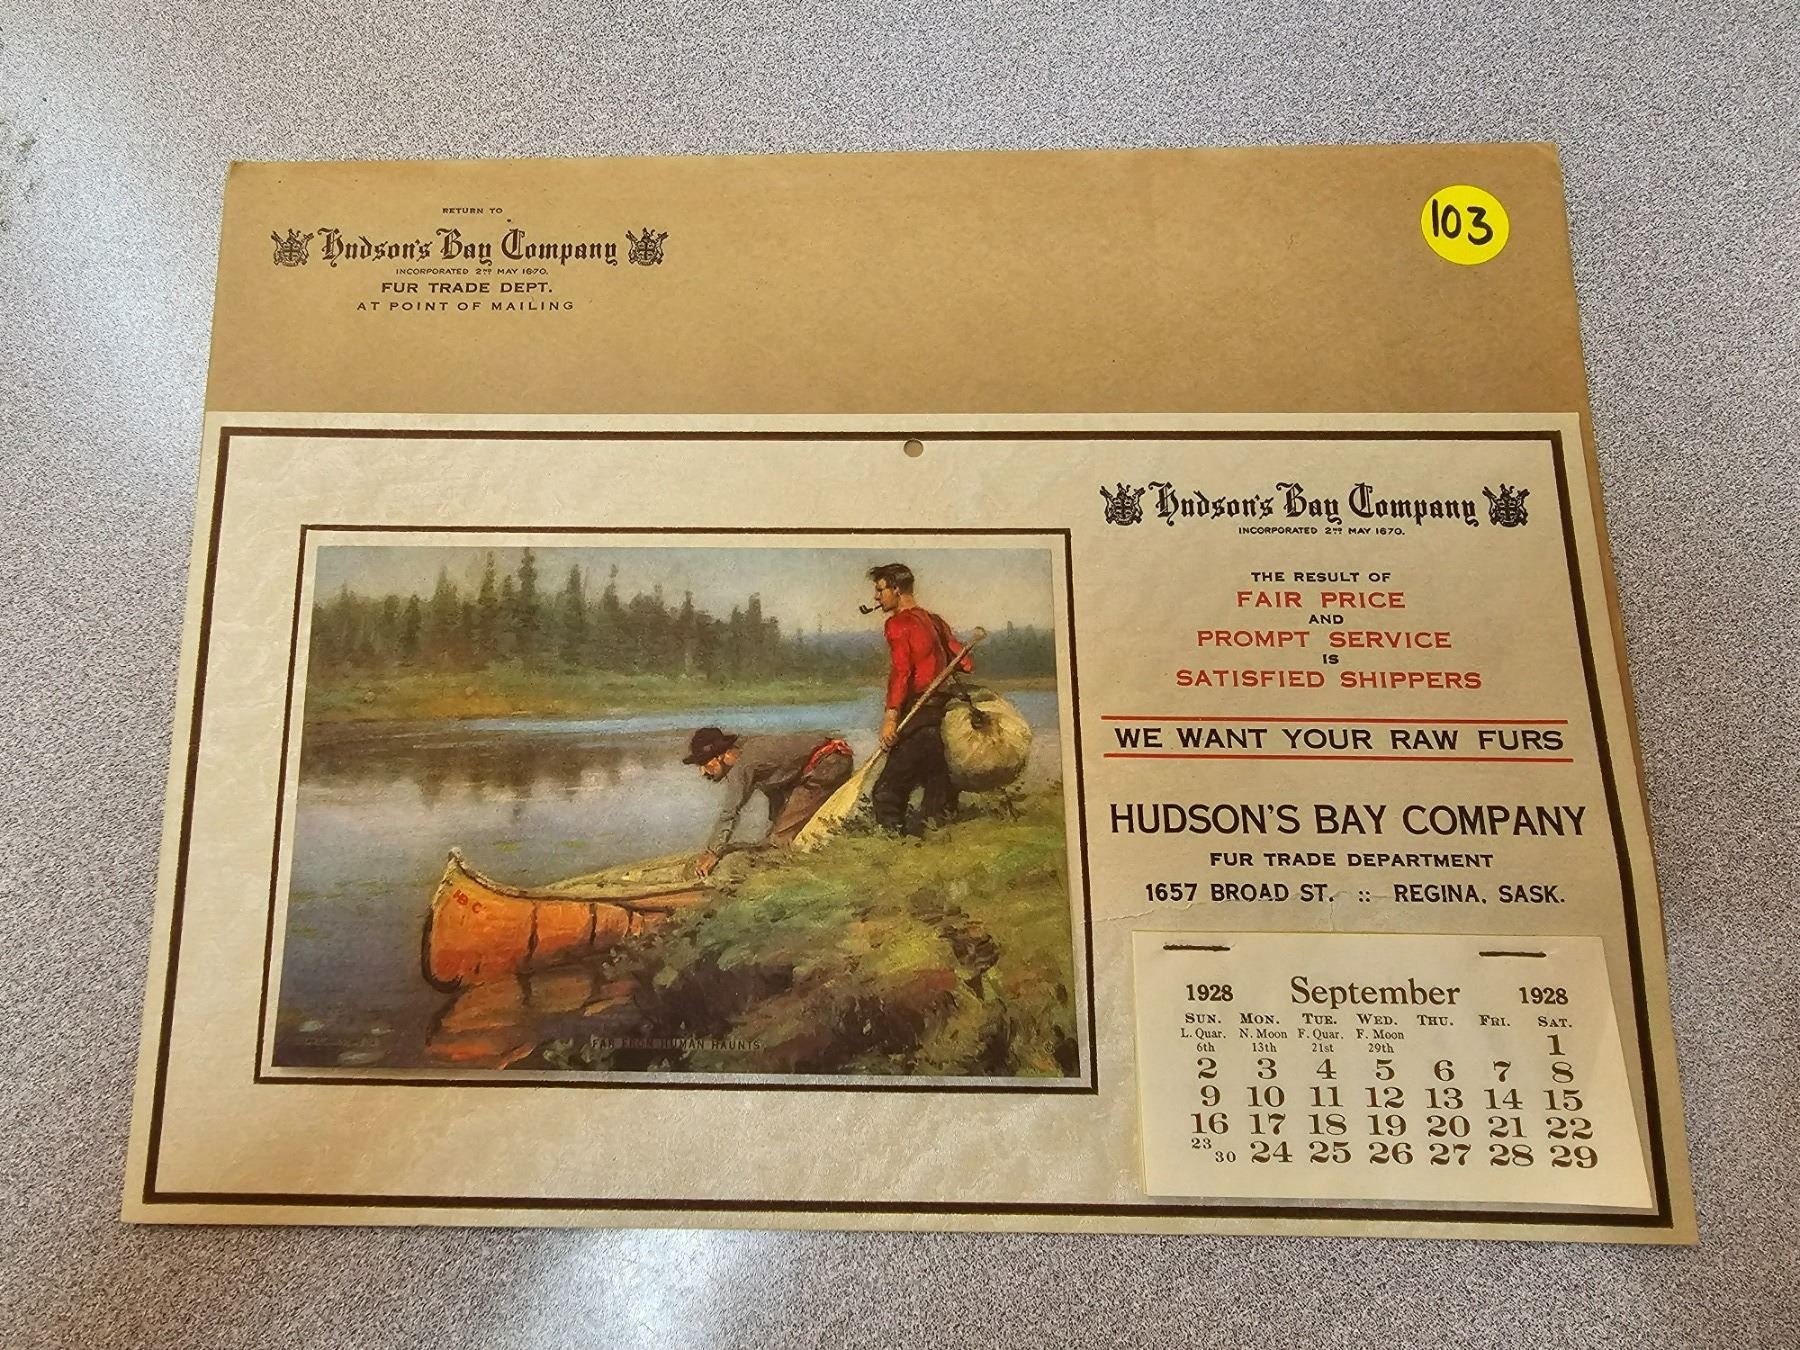 RETURN TO
Hudson's Bay Company
INCORPORATED 2ND MAY 1670.
FUR TRADE DEPT.
AT POINT OF MAILING
103
Hudson's Bay Company
INCORPORATED 2ND MAY 1670.
THE RESULT OF
FAIR PRICE
AND
PROMPT SERVICE
IS
SATISFIED SHIPPERS
WE WANT YOUR RAW FURS
HUDSON'S BAY COMPANY
FUR TRADE DEPARTMENT
1657 BROAD ST. :: REGINA, SASK.
HBC
FAR FROM HUMAN HAUNTS
1928 September 1928
SUN. MON. TUE. WED. THU. FRI. SAT.
L. Quar. N. Moon F. Quar. F. Moon
6th 13th 21st 29th
1
2 3 4 5 6 7 8
9 10 11 12 13 14 15
16 17 18 19 20 21 22
23 30 24 25 26 27 28 29